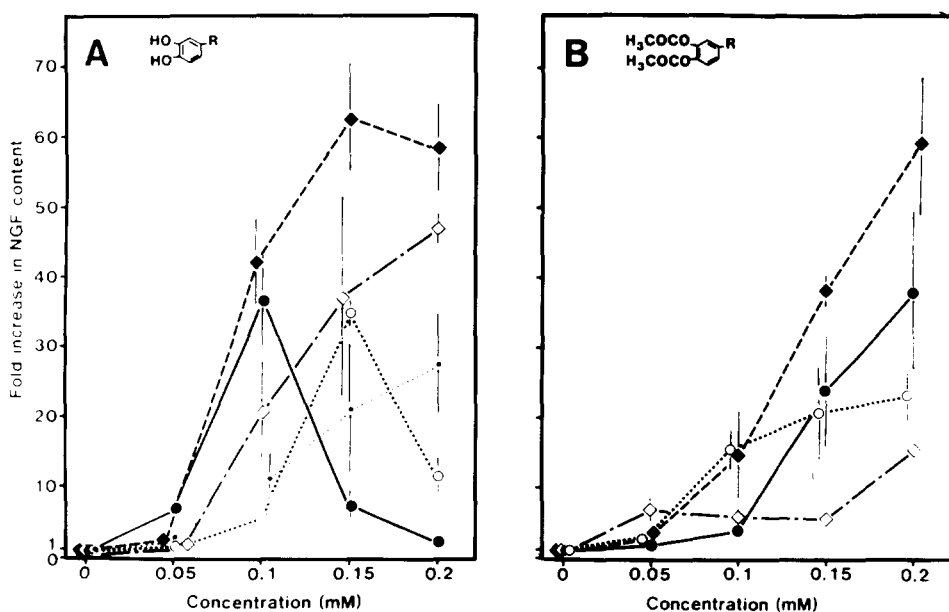 A
HO
R
HO
B
H₃COCO
R
H₃COCO
Fold increase in NGF content
70
60
50
40
30
20
10
1
0
0
0.05
0.1
0.15
0.2
Concentration (mM)
0
0.05
0.1
0.15
0.2
Concentration (mM)